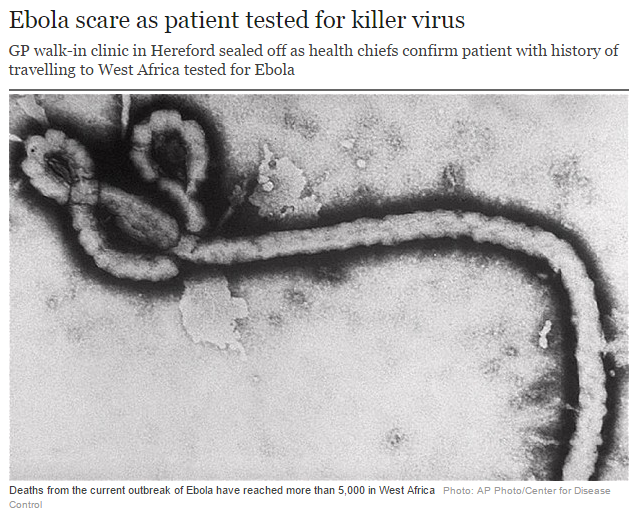 Ebola scare as patient tested for killer virus
GP walk-in clinic in Hereford sealed off as health chiefs confirm patient with history of
travelling to West Africa tested for Ebola
Deaths from the current outbreak of Ebola have reached more than 5,000 in West Africa Photo: AP Photo/Center for Disease
Control